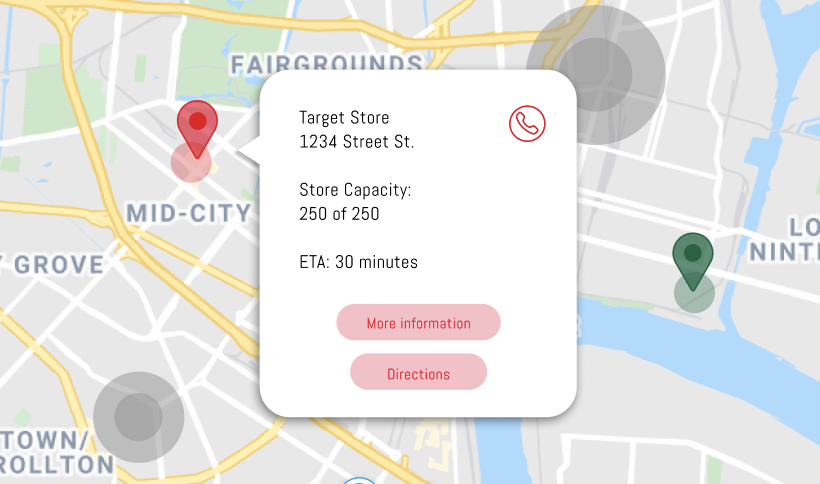 FAIRGROUNDS
Target Store
1234 Street St.
Store Capacity:
250 of 250
ETA: 30 minutes
More information
Directions
MID-CITY
Y GROVE
LO
NINTH
TOWN/
ROLLTON